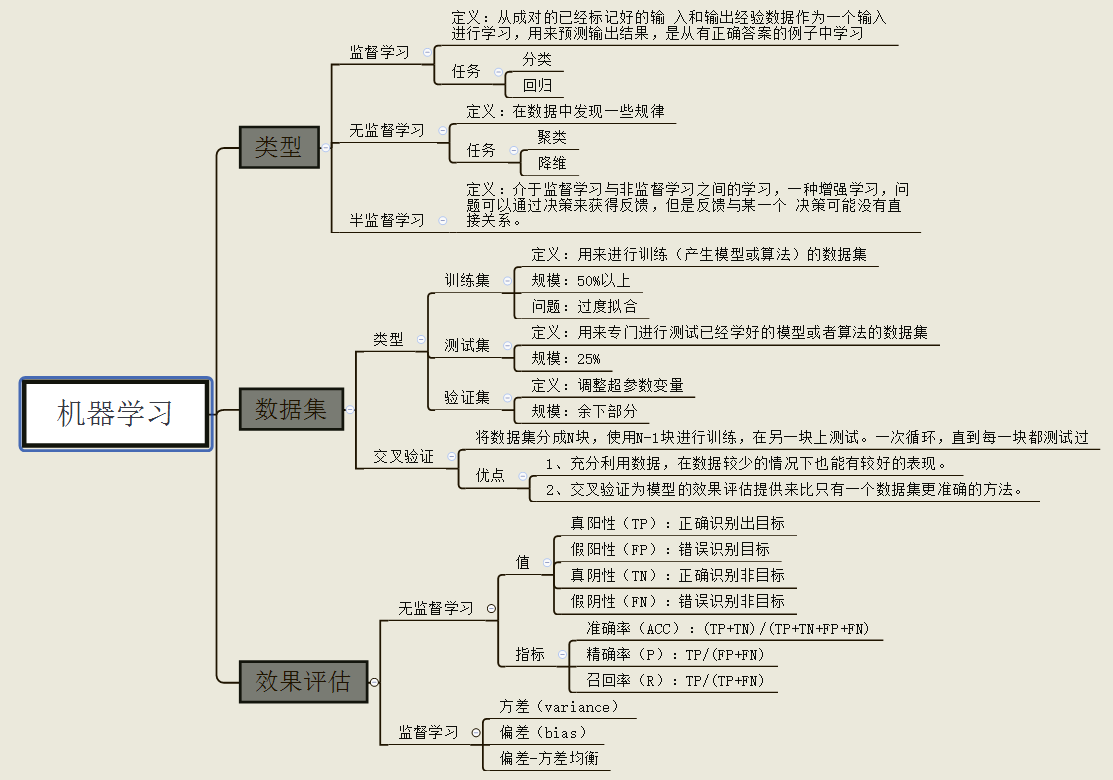 定义：从成对的已经标记好的输 入和输出经验数据作为一个输入
进行学习，用来预测输出结果，是从有正确答案的例子中学习
监督学习
分类
任务
回归
定义：在数据中发现一些规律
无监督学习
聚类
任务
降维
类型
定义：介于监督学习与非监督学习之间的学习，一种增强学习，问
题可以通过决策来获得反馈，但是反馈与某一个 决策可能没有直
接关系。
半监督学习
定义：用来进行训练（产生模型或算法）的数据集
训练集
规模：50%以上
问题：过度拟合
类型
定义：用来专门进行测试已经学好的模型或者算法的数据集
测试集
规模：25%
定义：调整超参数变量
验证集
规模：余下部分
机器学习
数据集
将数据集分成N块，使用N-1块进行训练，在另一块上测试。一次循环，直到每一块都测试过
交叉验证
1、充分利用数据，在数据较少的情况下也能有较好的表现。
优点
2、交叉验证为模型的效果评估提供来比只有一个数据集更准确的方法。
真阳性（TP）：正确识别出目标
假阳性（FP）：错误识别目标
值
真阴性（TN）：正确识别非目标
假阴性（FN）：错误识别非目标
无监督学习
准确率（ACC）：(TP+TN)/(TP+TN+FP+FN)
指标
精确率（P）：TP/(FP+FN)
召回率（R）：TP/(TP+FN)
效果评估
方差（variance）
监督学习
偏差（bias）
偏差-方差均衡